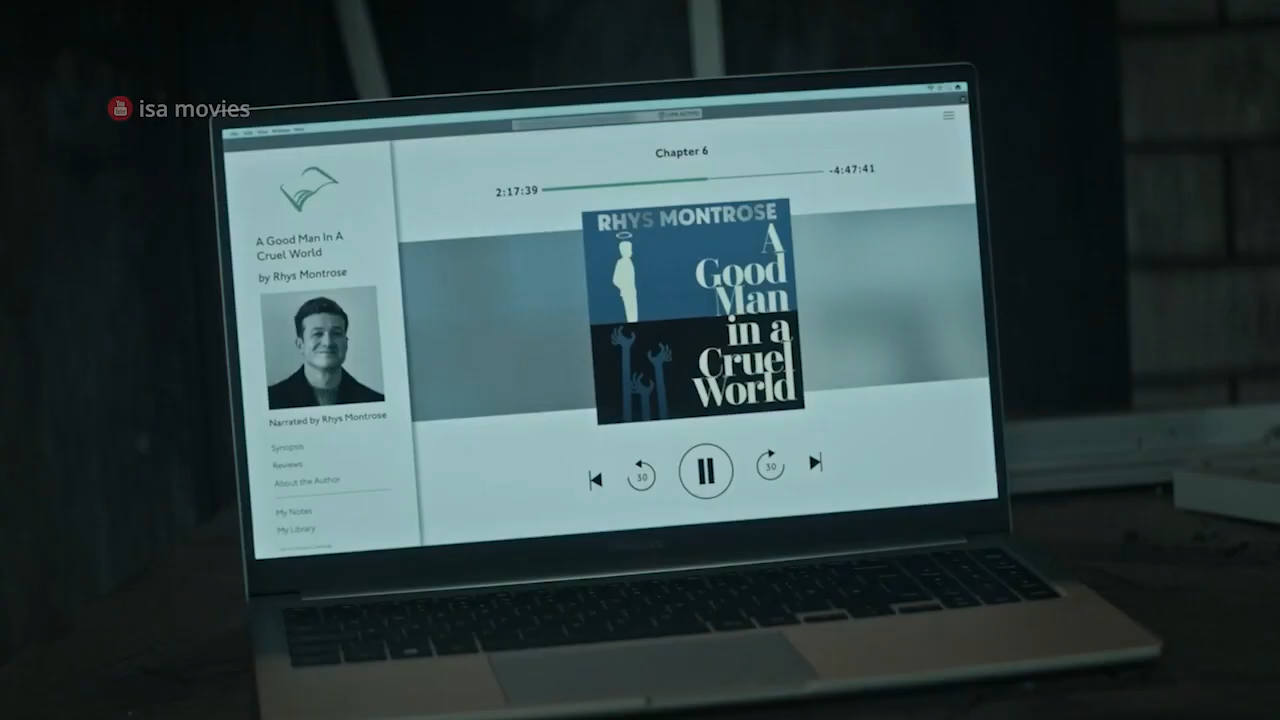 isa movies
Chapter 6
2:17:39
-4:47:41
A Good Man In A
Cruel World
by Rhys Montrose
Narrated by Rhys Montrose
Synopsis
Reviews
About the Author
My Notes
My Library
RHYS MONTROSE
A
Good
Man
in a
Cruel
World
30
30